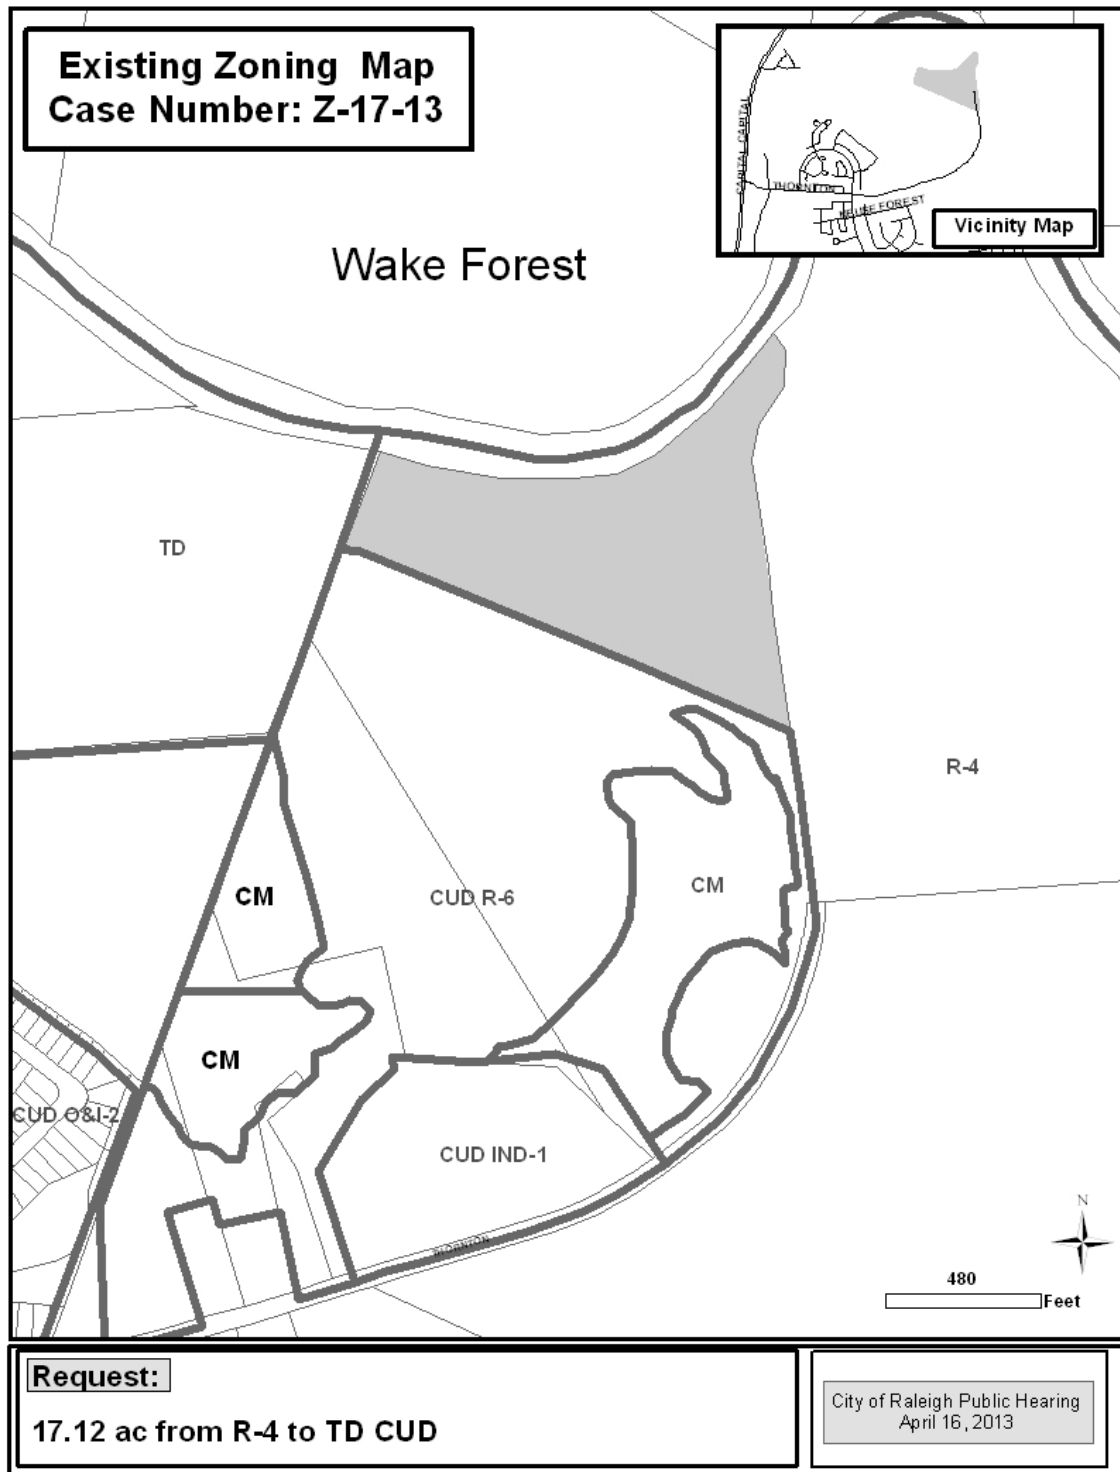 Existing Zoning Map
Case Number: Z-17-13
CAPITAL CAPITAL
THORNTON
NEUSE FOREST
Vicinity Map
Wake Forest
TD
R-4
CM
CUD R-6
CM
CM
CUD O&I-2
CUD IND-1
THORNTON
N
480
Feet
Request:
17.12 ac from R-4 to TD CUD
City of Raleigh Public Hearing
April 16, 2013